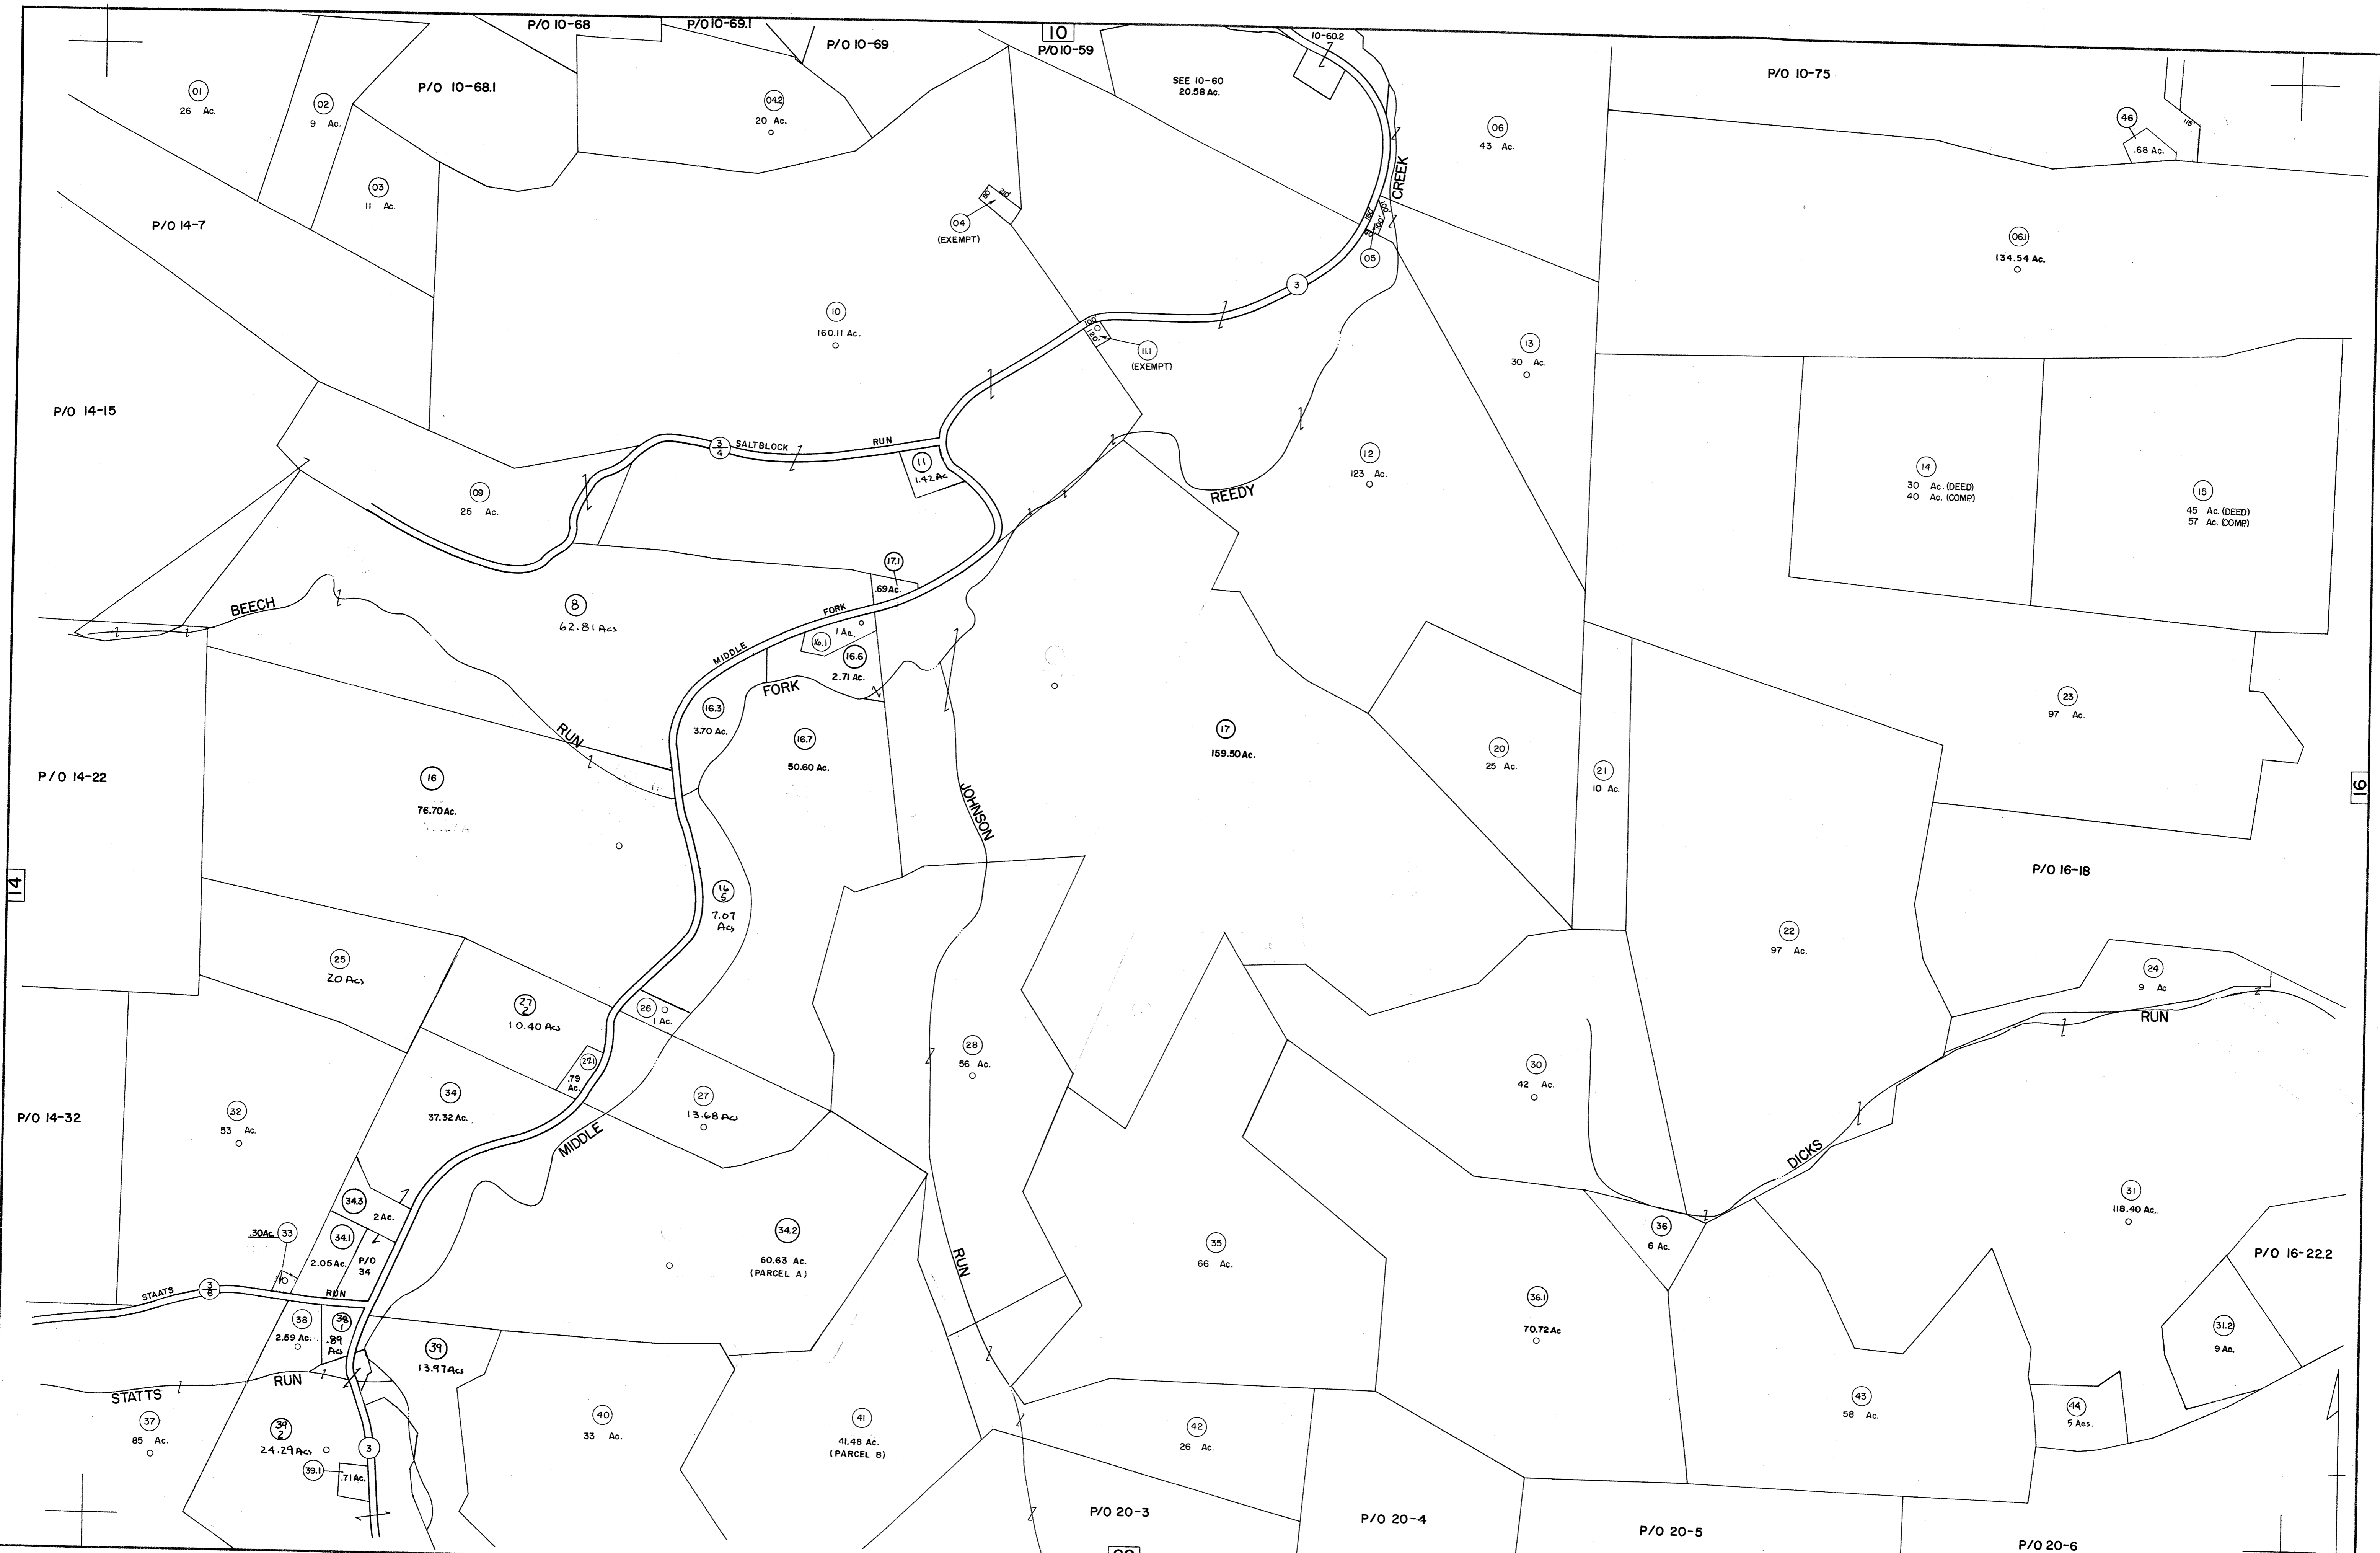 P/O 10-68
P/O 10-69.1
P/O 10-69
10
P/O 10-59
10-60.2
P/O 10-75
01
26 Ac.
02
9 Ac.
P/O 10-68.1
04.2
20 Ac.
SEE 10-60
20.58 Ac.
06
43 Ac.
46
.68 Ac.
115'
03
11 Ac.
CREEK
P/O 14-7
80'
210'
04
(EXEMPT)
160'
100'
100'
05
06.1
134.54 Ac.
3
10
160.11 Ac.
100'
120'
11.1
(EXEMPT)
13
30 Ac.
P/O 14-15
3
4
SALTBLOCK RUN
11
1.42 Ac
12
123 Ac.
REEDY
14
30 Ac. (DEED)
40 Ac. (COMP)
15
45 Ac. (DEED)
57 Ac. (COMP)
09
25 Ac.
17.1
.69 Ac.
BEECH
8
62.81 Acs
FORK
16.1
1 Ac.
MIDDLE
16.6
2.71 Ac.
FORK
16.3
3.70 Ac.
RUN
16.7
50.60 Ac.
17
159.50 Ac.
20
25 Ac.
21
10 Ac.
23
97 Ac.
P/O 14-22
16
76.70 Ac.
JOHNSON
16
14
16
5
7.07
Acs
P/O 16-18
22
97 Ac.
25
20 Acs
27
2
10.40 Acs
26
1 Ac.
24
9 Ac.
RUN
27.1
.79
Ac.
28
56 Ac.
30
42 Ac.
P/O 14-32
32
53 Ac.
34
37.32 Ac.
27
13.68 Acs
MIDDLE
DICKS
34.3
2 Ac.
31
118.40 Ac.
.30 Ac.
33
34.1
2.05 Ac.
P/O
34
34.2
60.63 Ac.
(PARCEL A)
RUN
35
66 Ac.
36
6 Ac.
P/O 16-22.2
STAATS
3
6
RUN
38
2.59 Ac.
38
1
.89
Acs
39
13.97 Acs
36.1
70.72 Ac
31.2
9 Ac.
STATTS RUN
37
85 Ac.
39
2
24.29 Acs
3
39.1
.71 Ac.
40
33 Ac.
41
41.48 Ac.
(PARCEL B)
42
26 Ac.
43
58 Ac.
44
5 Acs.
P/O 20-3
P/O 20-4
P/O 20-5
P/O 20-6